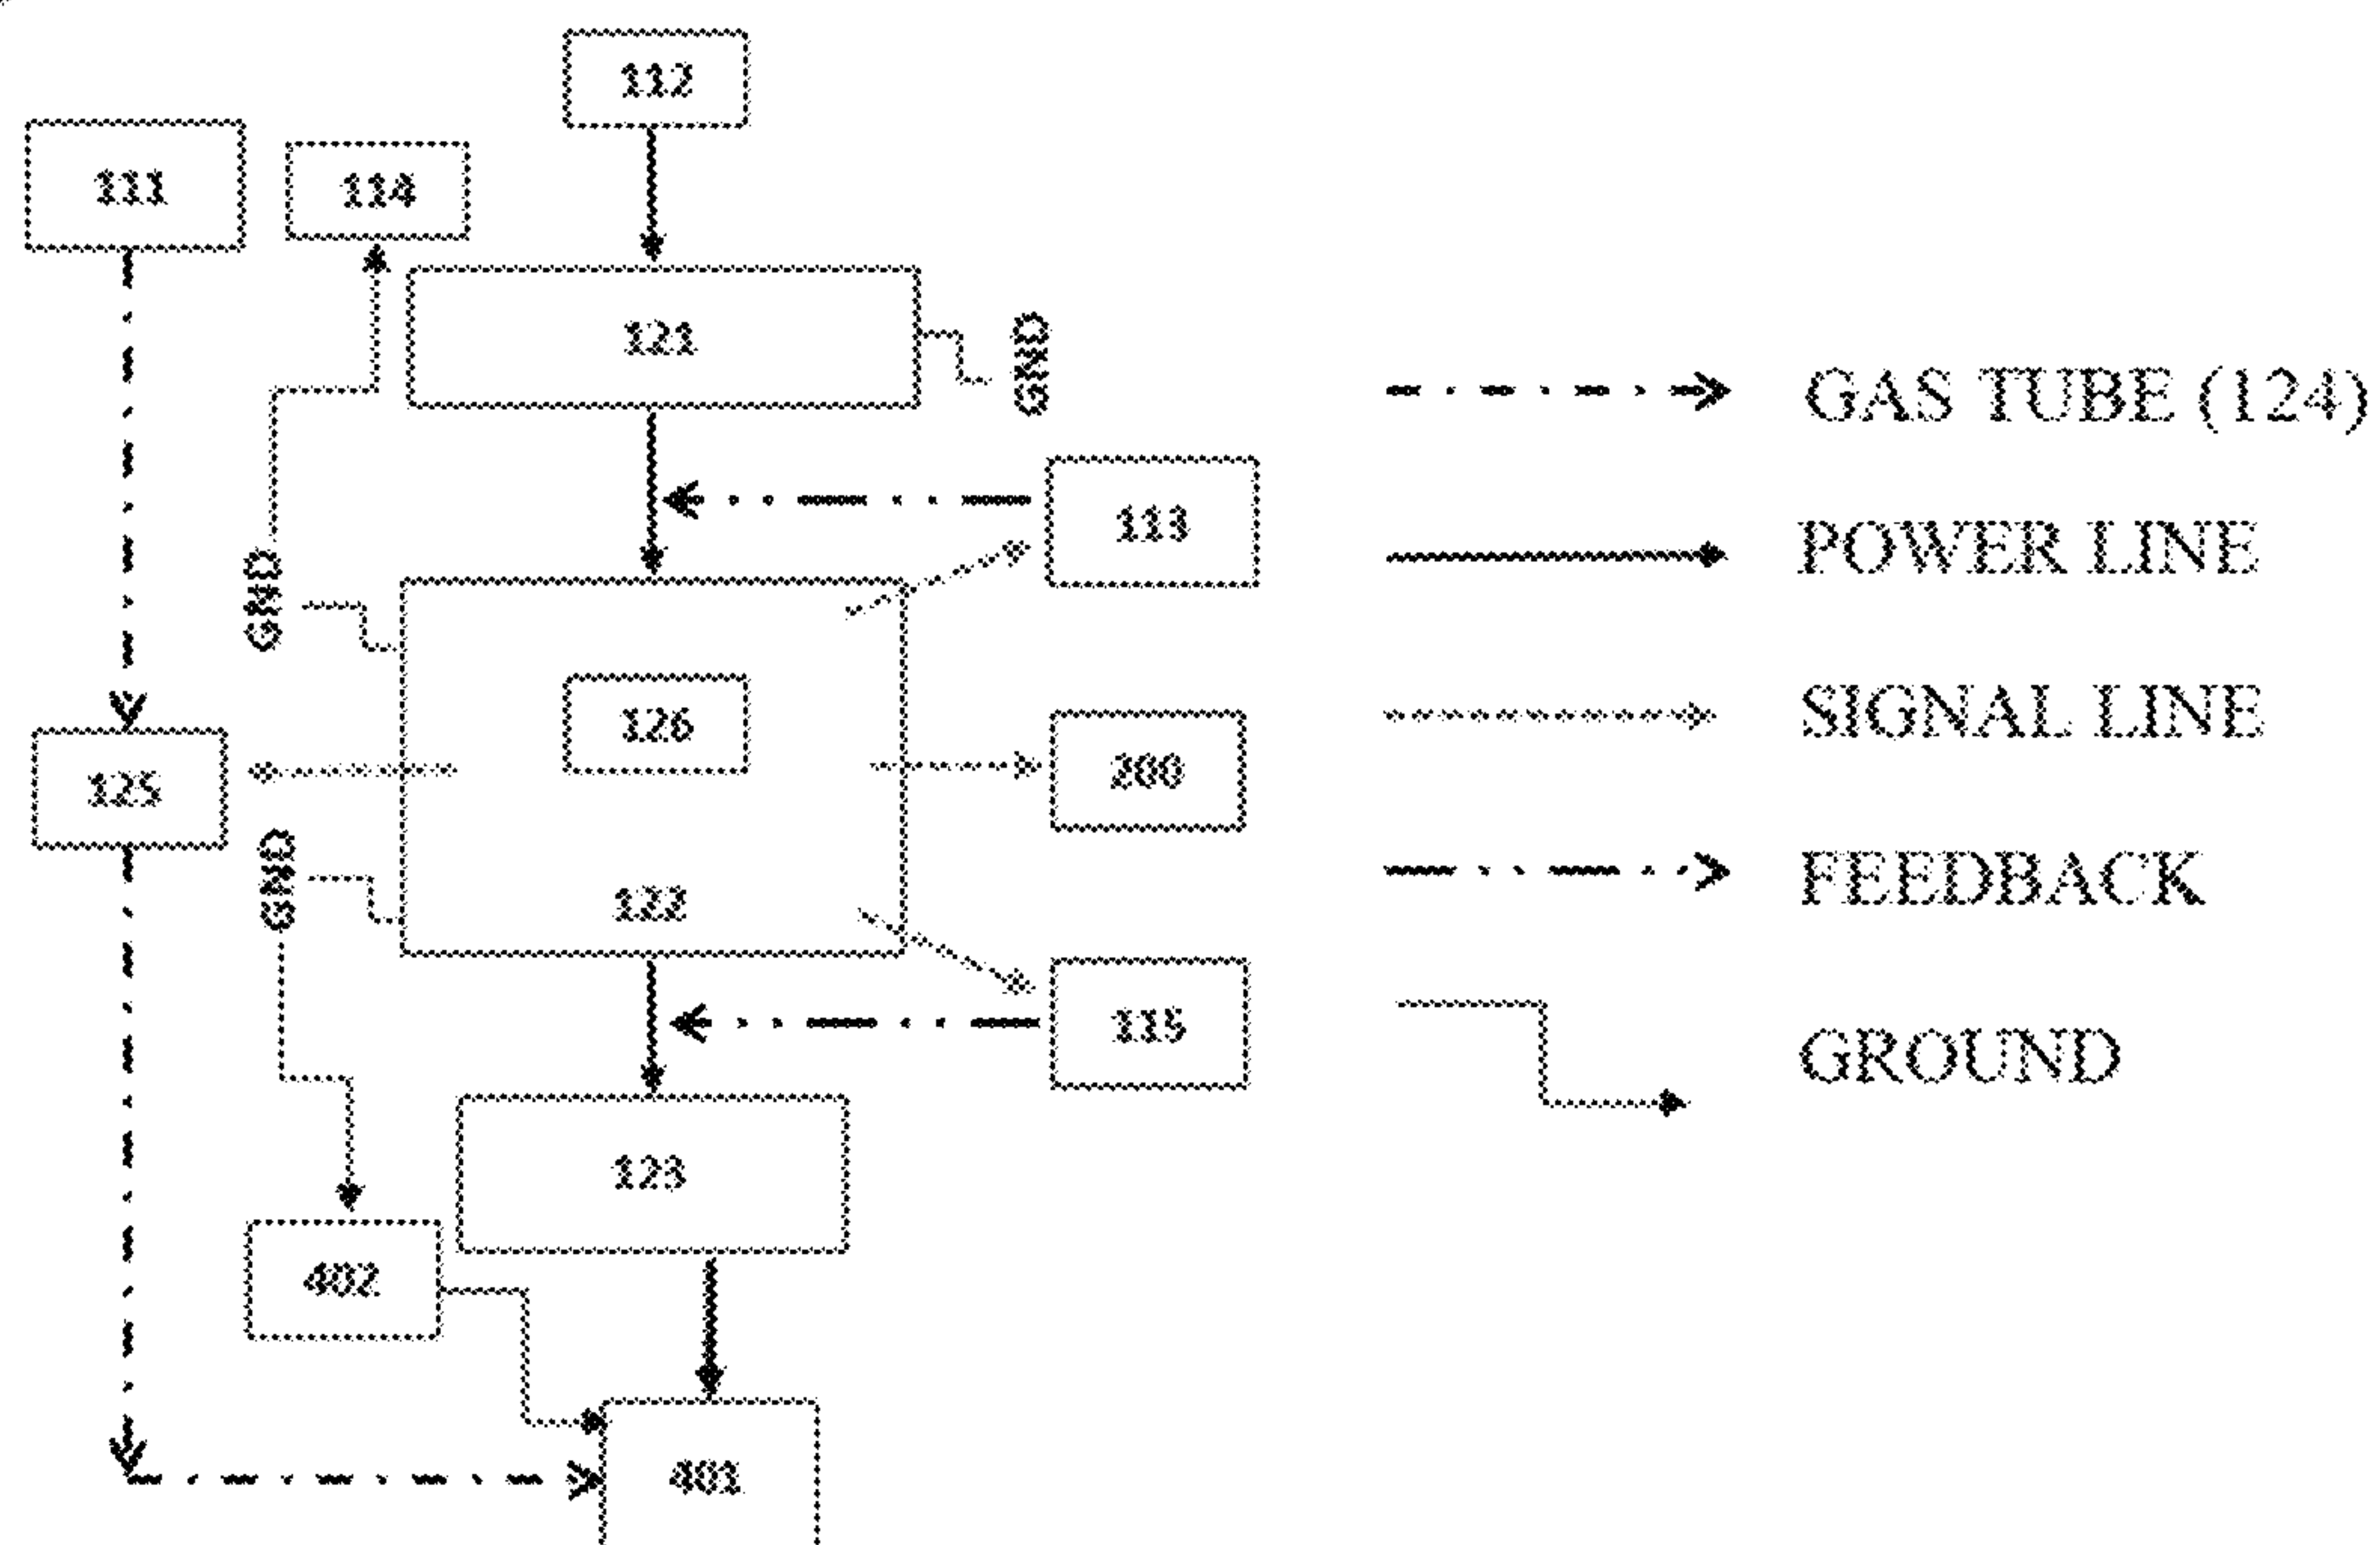 112
111
114
121
GND
GAS TUBE (124)
113
POWER LINE
GND
126
SIGNAL LINE
200
125
GND
122
FEEDBACK
115
GROUND
123
402
401